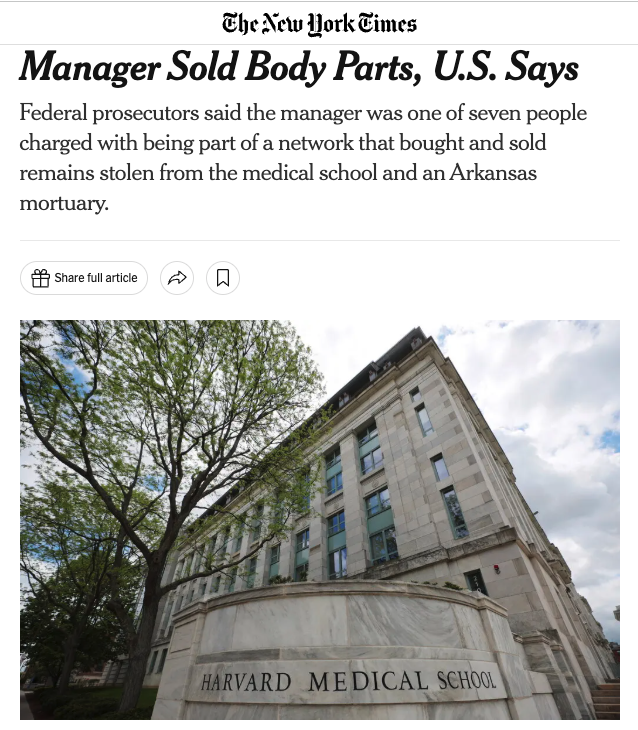 The New York Times
Manager Sold Body Parts, U.S. Says
Federal prosecutors said the manager was one of seven people
charged with being part of a network that bought and sold
remains stolen from the medical school and an Arkansas
mortuary.
Share full article
HARVARD MEDICAL SCHOOL